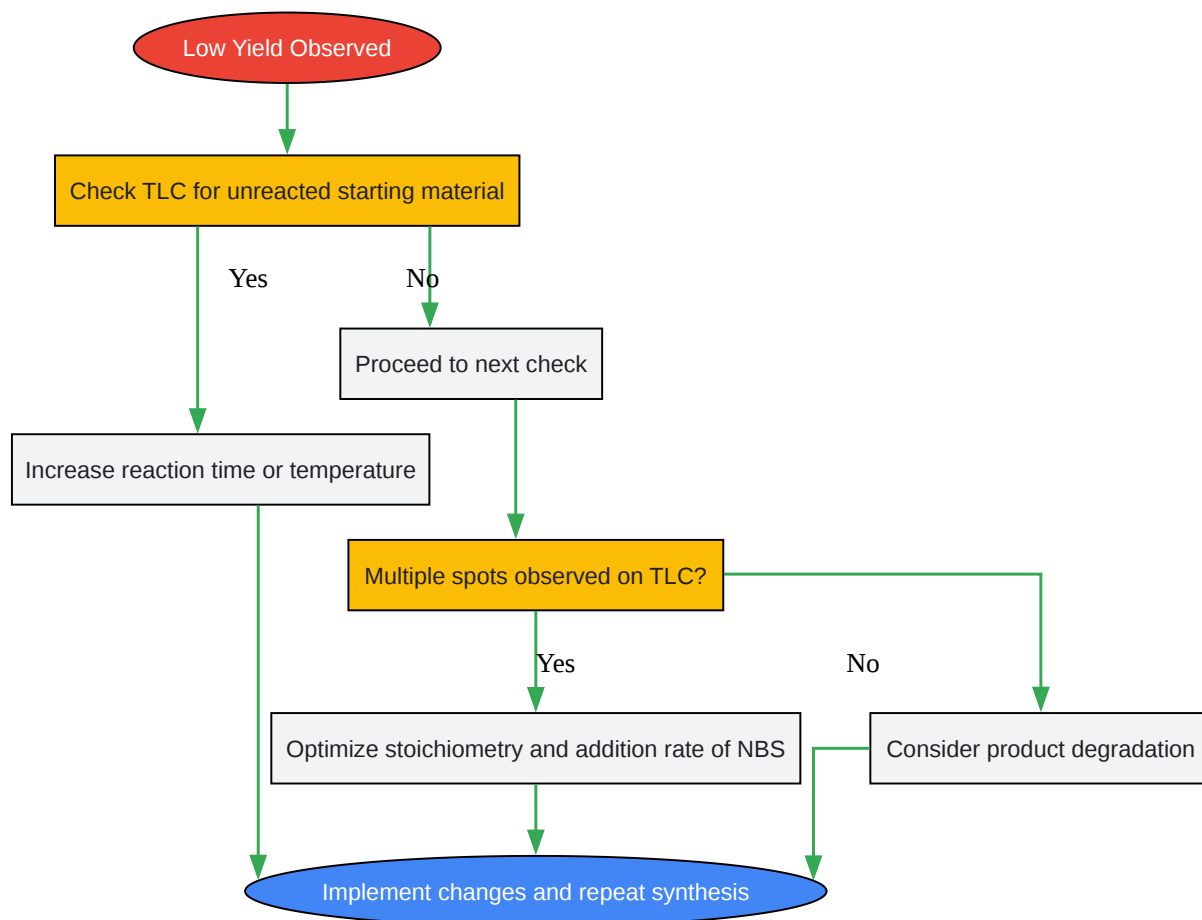 Low Yield Observed
Check TLC for unreacted starting material
Yes
No
Proceed to next check
Increase reaction time or temperature
Multiple spots observed on TLC?
Yes
No
Optimize stoichiometry and addition rate of NBS
Consider product degradation
Implement changes and repeat synthesis